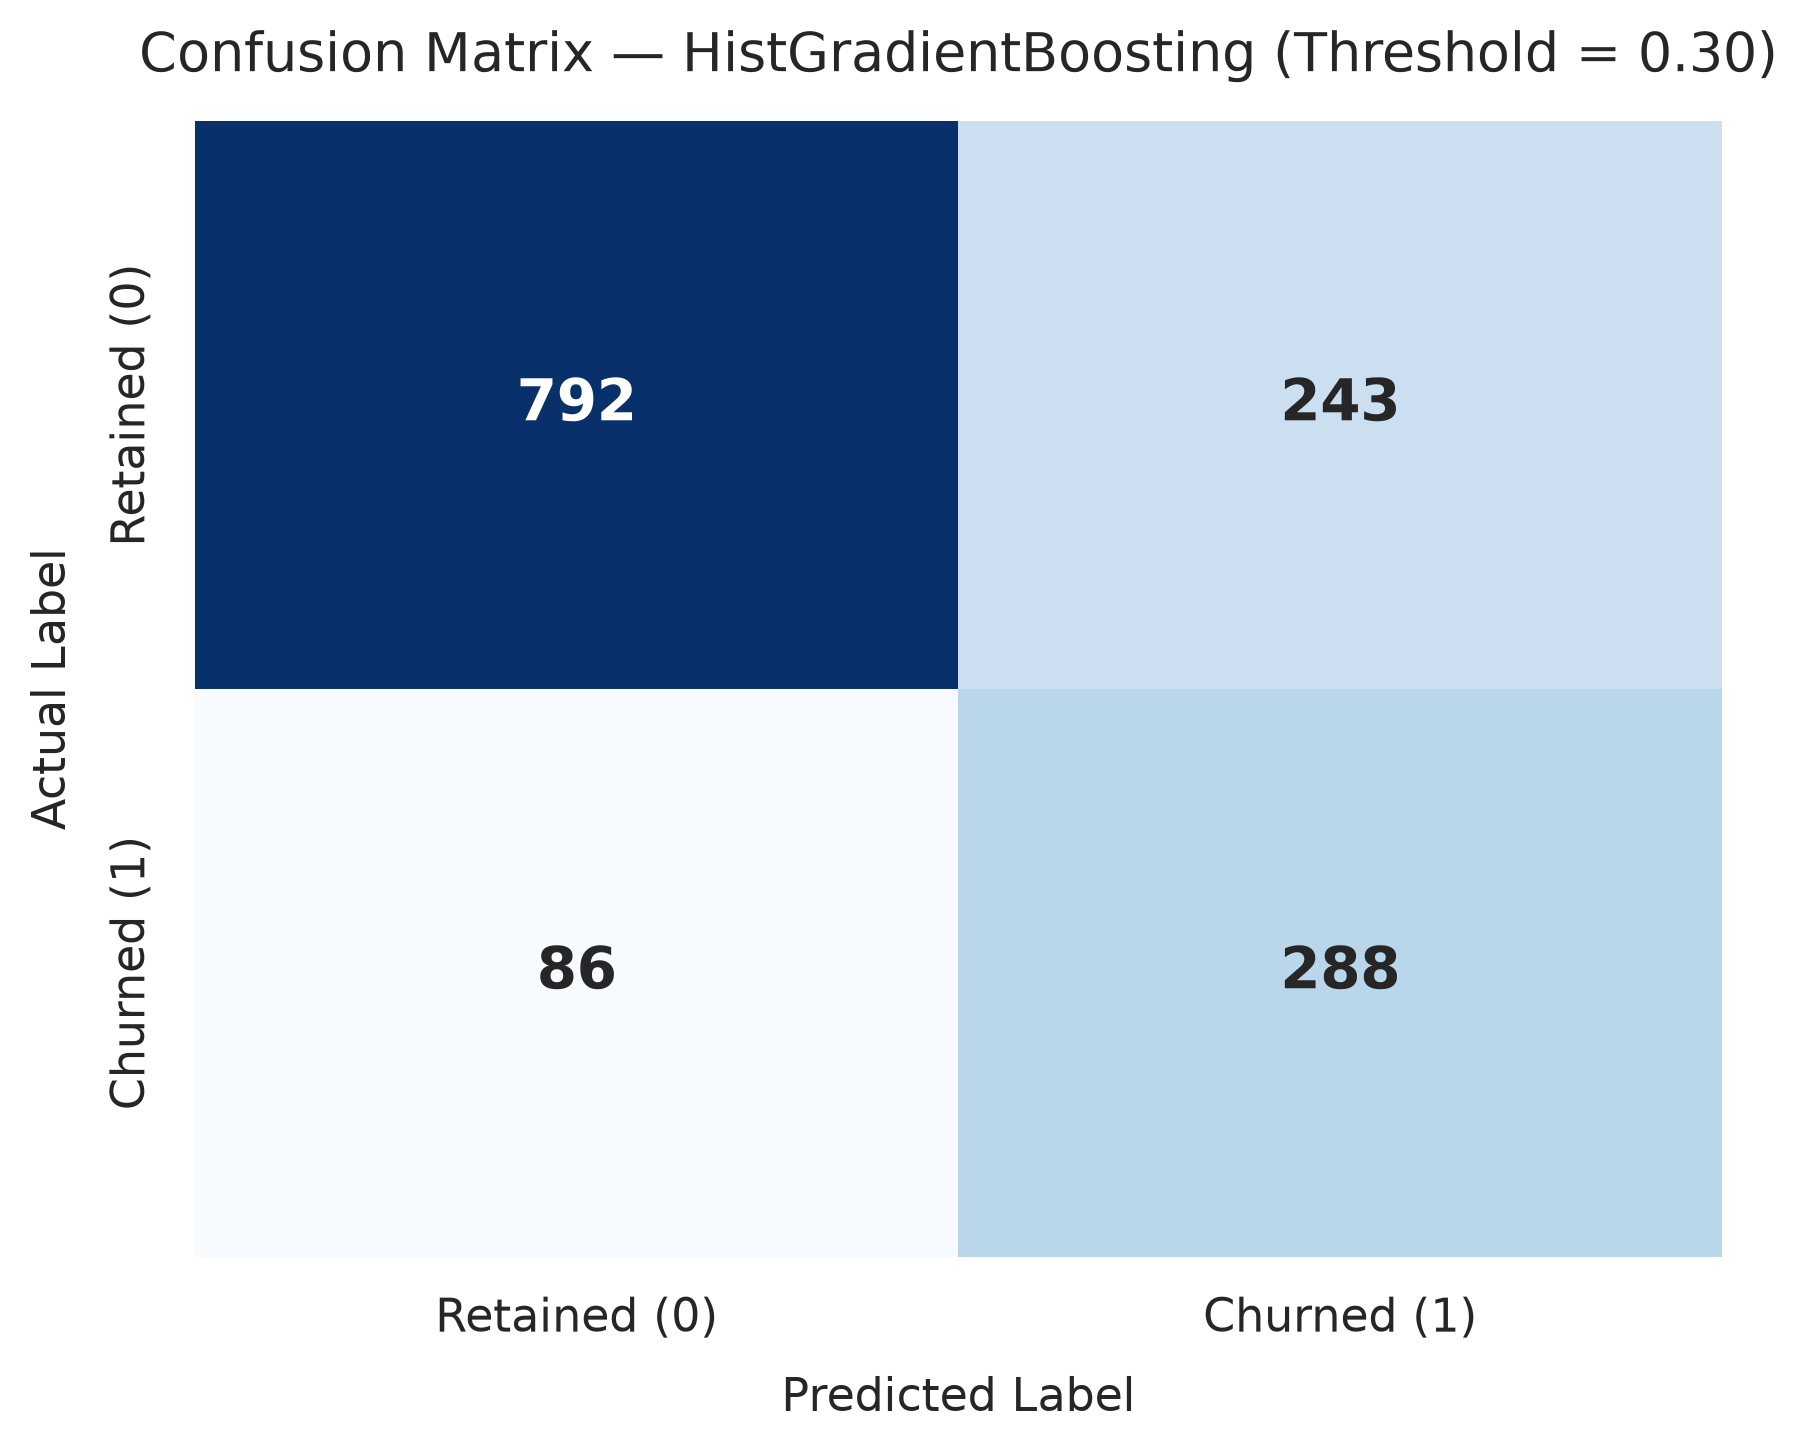 Confusion Matrix — HistGradientBoosting (Threshold = 0.30)
Actual Label
Retained (0)
792
243
Churned (1)
86
288
Retained (0)
Churned (1)
Predicted Label